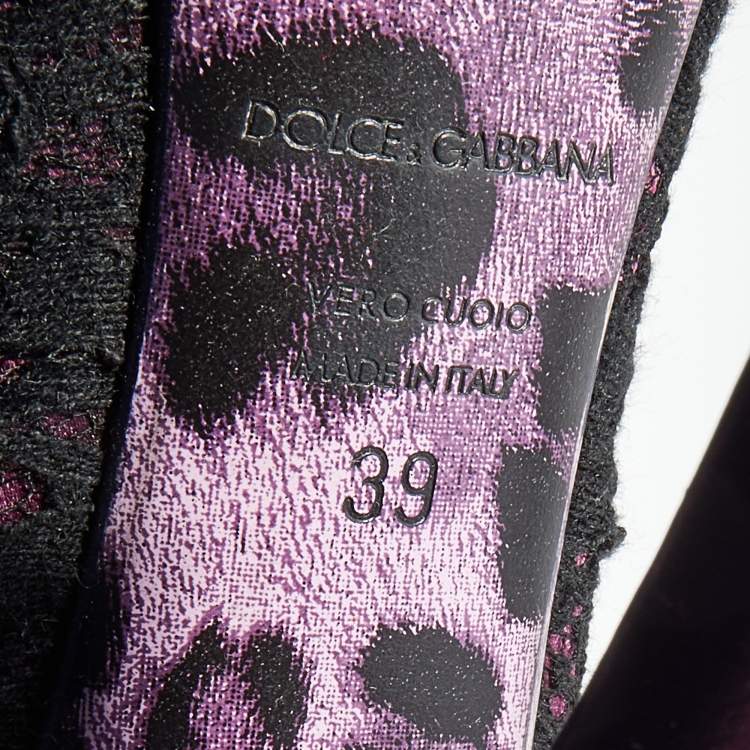 DOLCE & GABBANA
VERO CUOIO
MADE IN ITALY
39